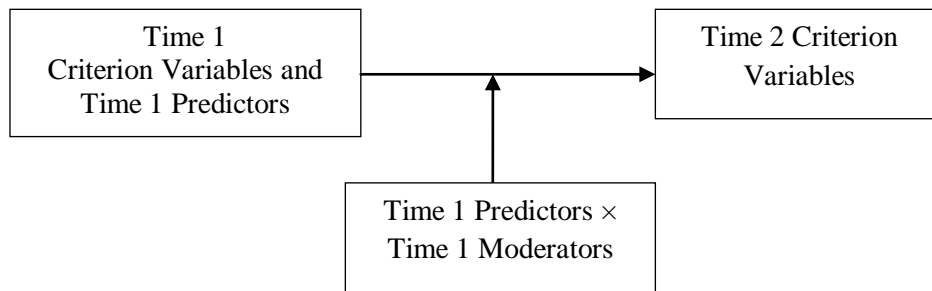 Time 1
Criterion Variables and
Time 1 Predictors
Time 2 Criterion
Variables
Time 1 Predictors ×
Time 1 Moderators